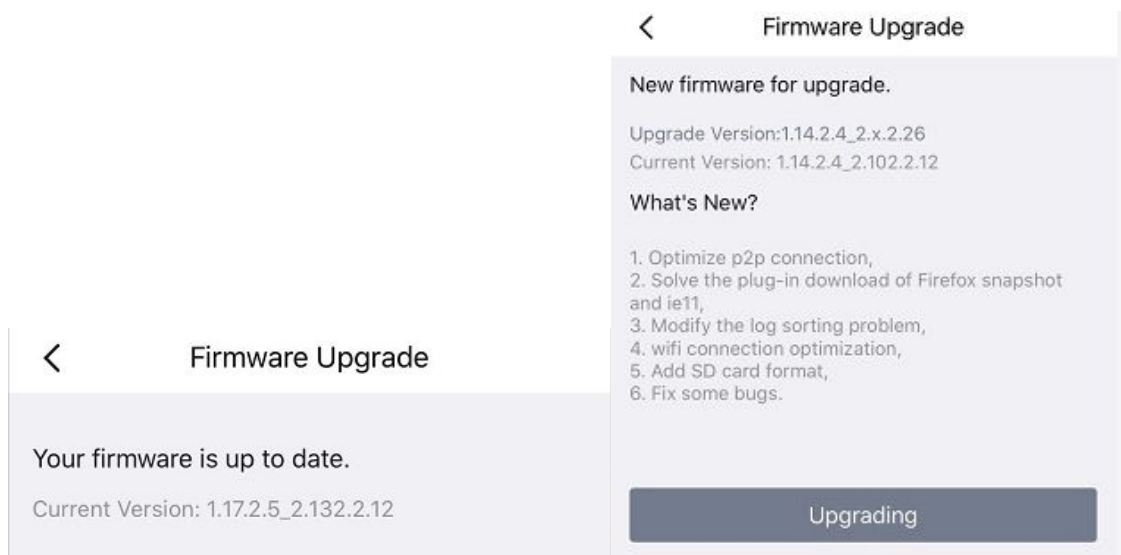 Firmware Upgrade
Your firmware is up to date.
Current Version: 1.17.2.5_2.132.2.12
Firmware Upgrade
New firmware for upgrade.
Upgrade Version:1.14.2.4_2.x.2.26
Current Version: 1.14.2.4_2.102.2.12
What's New?
1. Optimize p2p connection,
2. Solve the plug-in download of Firefox snapshot
and ie11,
3. Modify the log sorting problem,
4. wifi connection optimization,
5. Add SD card format,
6. Fix some bugs.
Upgrading